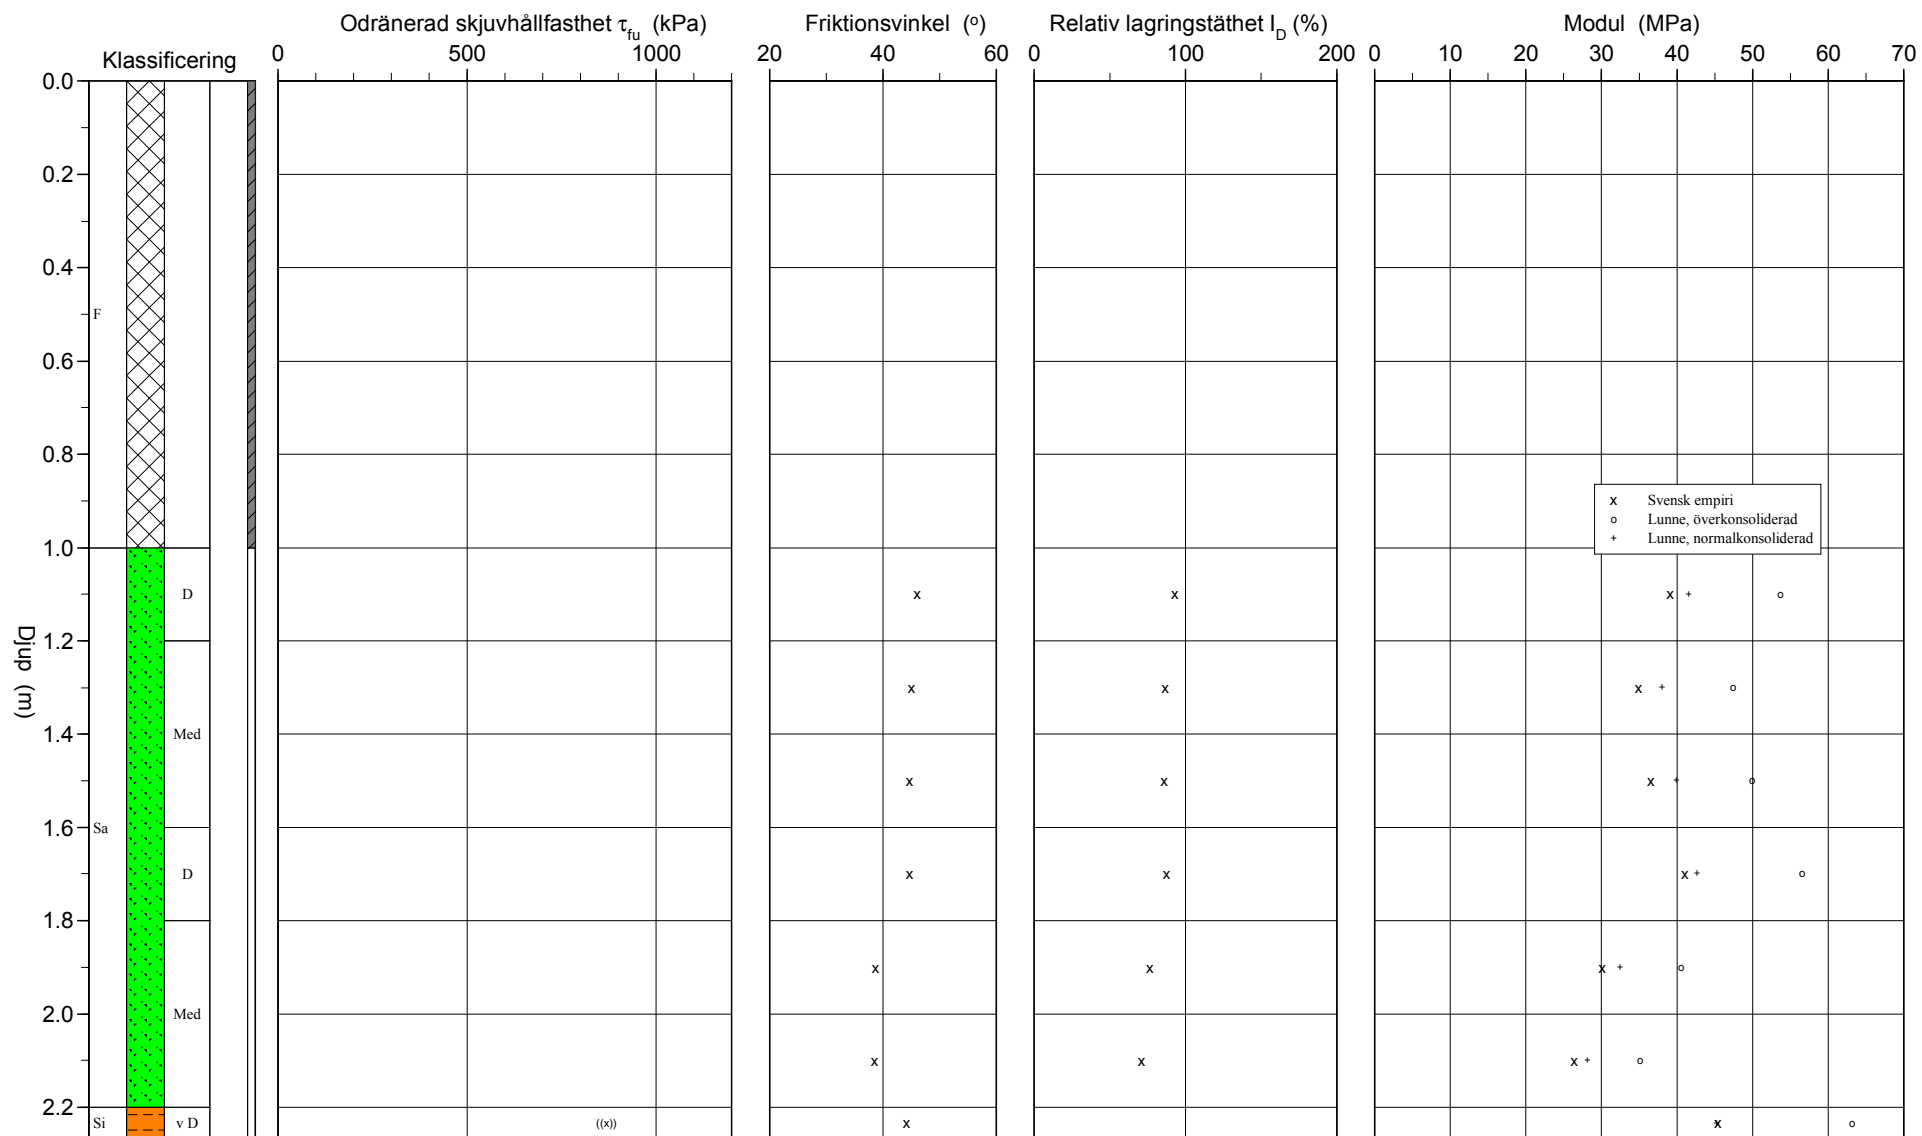 Klassificering
Odränerad skjuvhållfasthet τfu (kPa)
Friktionsvinkel (o)
Relativ lagringstäthet ID (%)
Modul (MPa)
0 500 1000
20 40 60
0 100 200
0 10 20 30 40 50 60 70
0.0
0.2
0.4
F
0.6
0.8
x Svensk empiri
o Lunne, överkonsoliderad
+ Lunne, normalkonsoliderad
1.0
D
1.2
Djup (m)
1.4
Med
1.6
Sa
D
1.8
2.0
Med
2.2
Si
v D
((x))